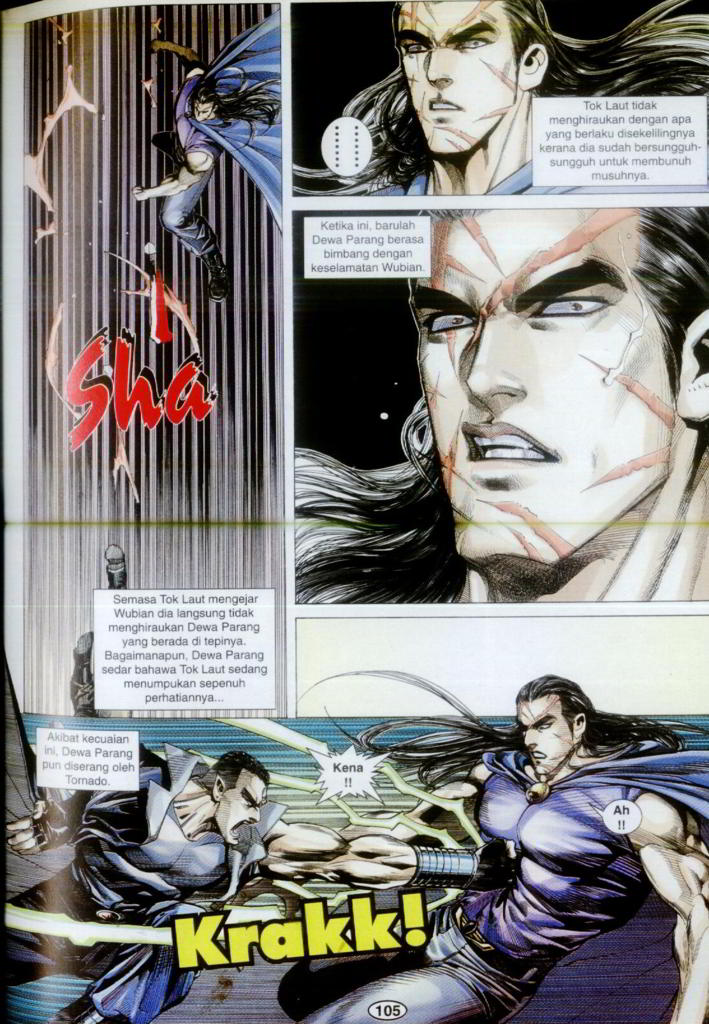 Sha
Semasa Tok Laut mengejar
Wubian dia langsung tidak
menghiraukan Dewa Parang
yang berada di tepinya.
Bagaimanapun, Dewa Parang
sedar bahawa Tok Laut sedang
menumpukan sepenuh
perhatiannya...
Tok Laut tidak
menghiraukan dengan apa
yang berlaku disekelilingnya
kerana dia sudah bersungguh-
sungguh untuk membunuh
musuhnya.
Ketika ini, barulah
Dewa Parang berasa
bimbang dengan
keselamatan Wubian.
Akibat kecuaian
ini, Dewa Parang
pun diserang oleh
Tornado.
Kena
!!
Ah
!!
Krakk!
105